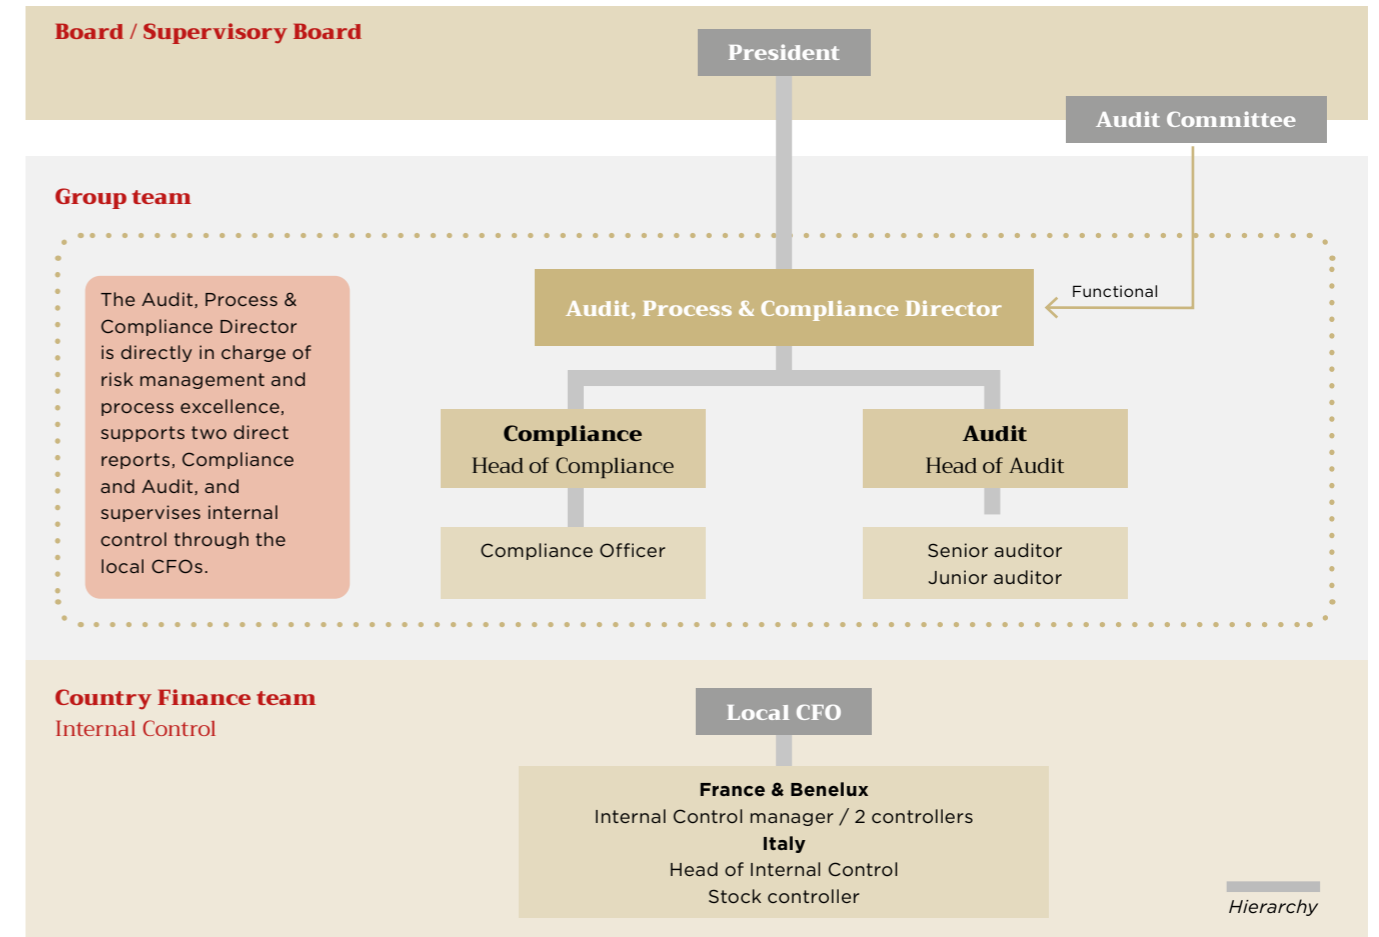 Board / Supervisory Board
President
Audit Committee
Group team
The Audit, Process &
Compliance Director
is directly in charge of
risk management and
process excellence,
supports two direct
reports, Compliance
and Audit, and
supervises internal
control through the
local CFOs.
Audit, Process & Compliance Director
Functional
Compliance
Head of Compliance
Audit
Head of Audit
Compliance Officer
Senior auditor
Junior auditor
Country Finance team
Internal Control
Local CFO
France & Benelux
Internal Control manager / 2 controllers
Italy
Head of Internal Control
Stock controller
Hierarchy